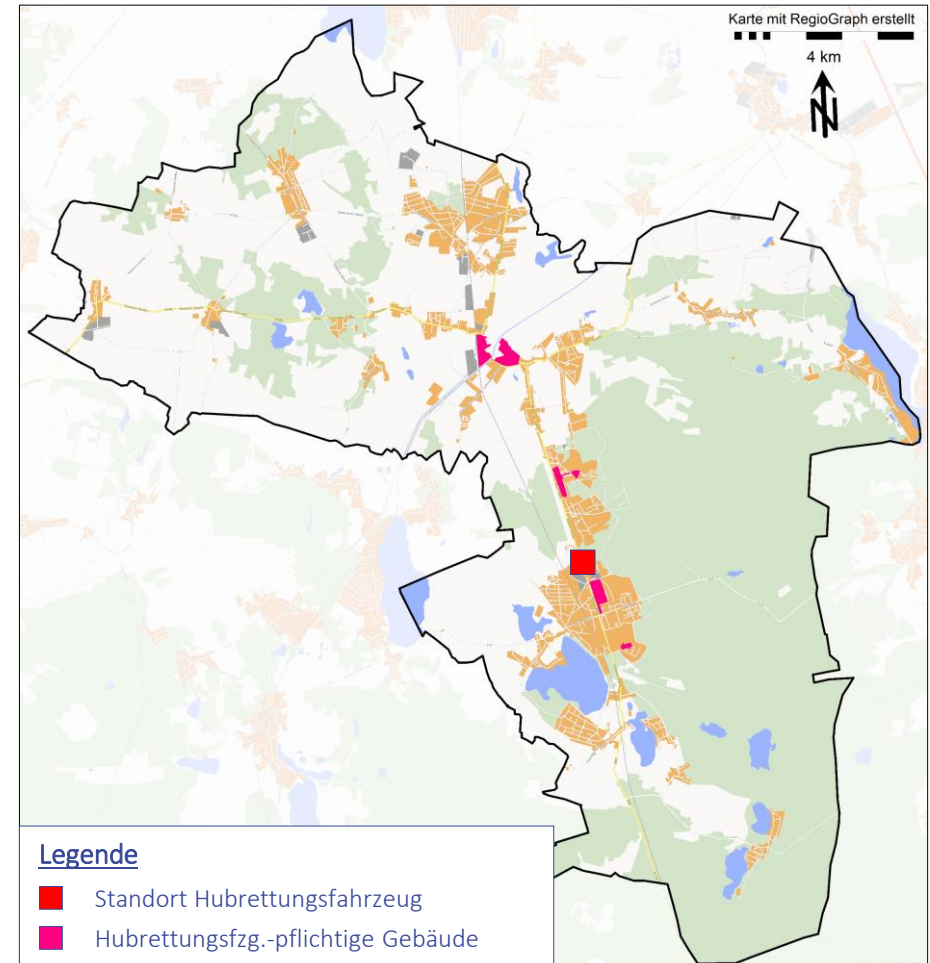 Karte mit RegioGraph erstellt
4 km
N
Legende
Standort Hubrettungsfahrzeug
Hubrettungsfzg.-pflichtige Gebäude